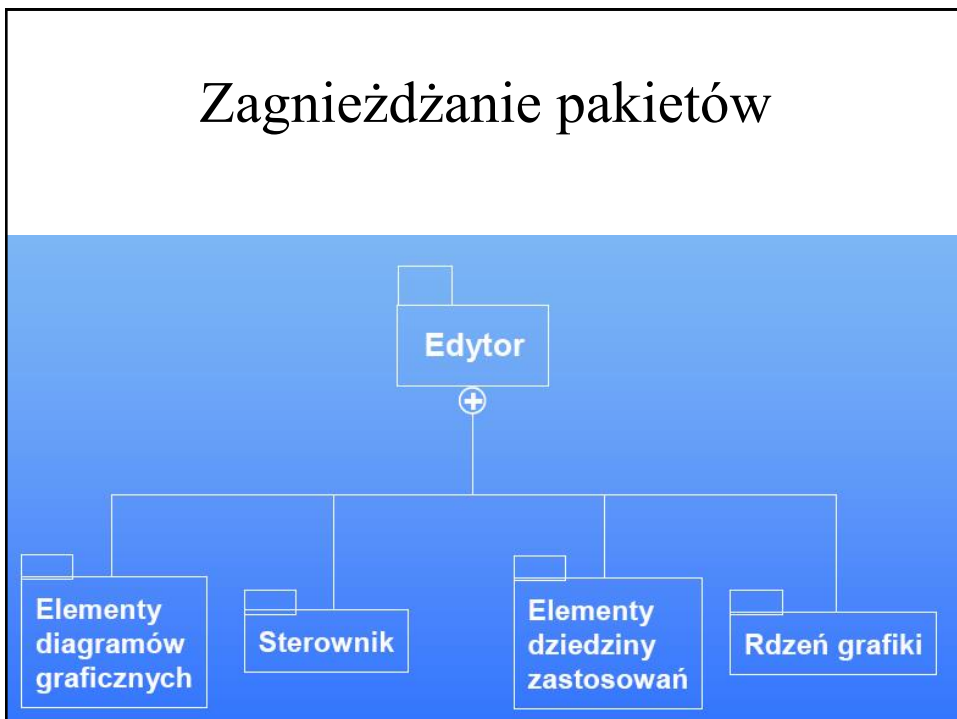 Zagnieżdżanie pakietów
Edytor
Elementy
diagramów
graficznych
Sterownik
Elementy
dziedziny
zastosowań
Rdzeń grafiki